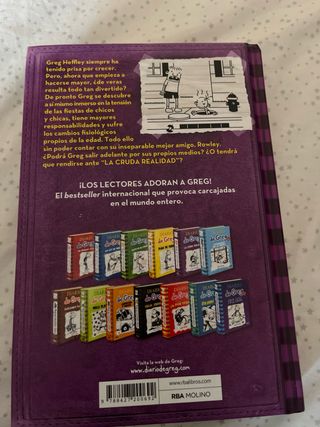 Greg Heffley siempre ha
tenido prisa por crecer.
Pero, ahora que empieza a
hacerse mayor, ¿de veras
resulta todo tan divertido?
De pronto Greg se descubre
a sí mismo inmerso en la tensión
de las fiestas de chicos
y chicas, tiene mayores
responsabilidades y sufre
los cambios fisiológicos
propios de la edad. Todo ello
sin poder contar con su inseparable mejor amigo, Rowley.
¿Podrá Greg salir adelante por sus propios medios? ¿O tendrá
que rendirse ante "LA CRUDA REALIDAD"?
¡LOS LECTORES ADORAN A GREG!
El bestseller internacional que provoca carcajadas
en el mundo entero.
Visita la web de Greg:
www.diariodegreg.com
9 788427 200692
www.rbalibros.com
RBA MOLINO